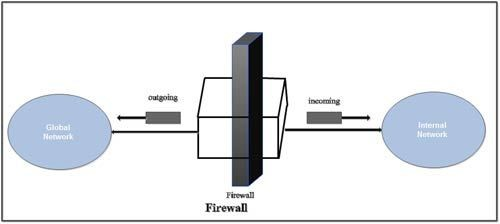 outgoing
incoming
Global
Network
Internal
Network
Firewall
Firewall